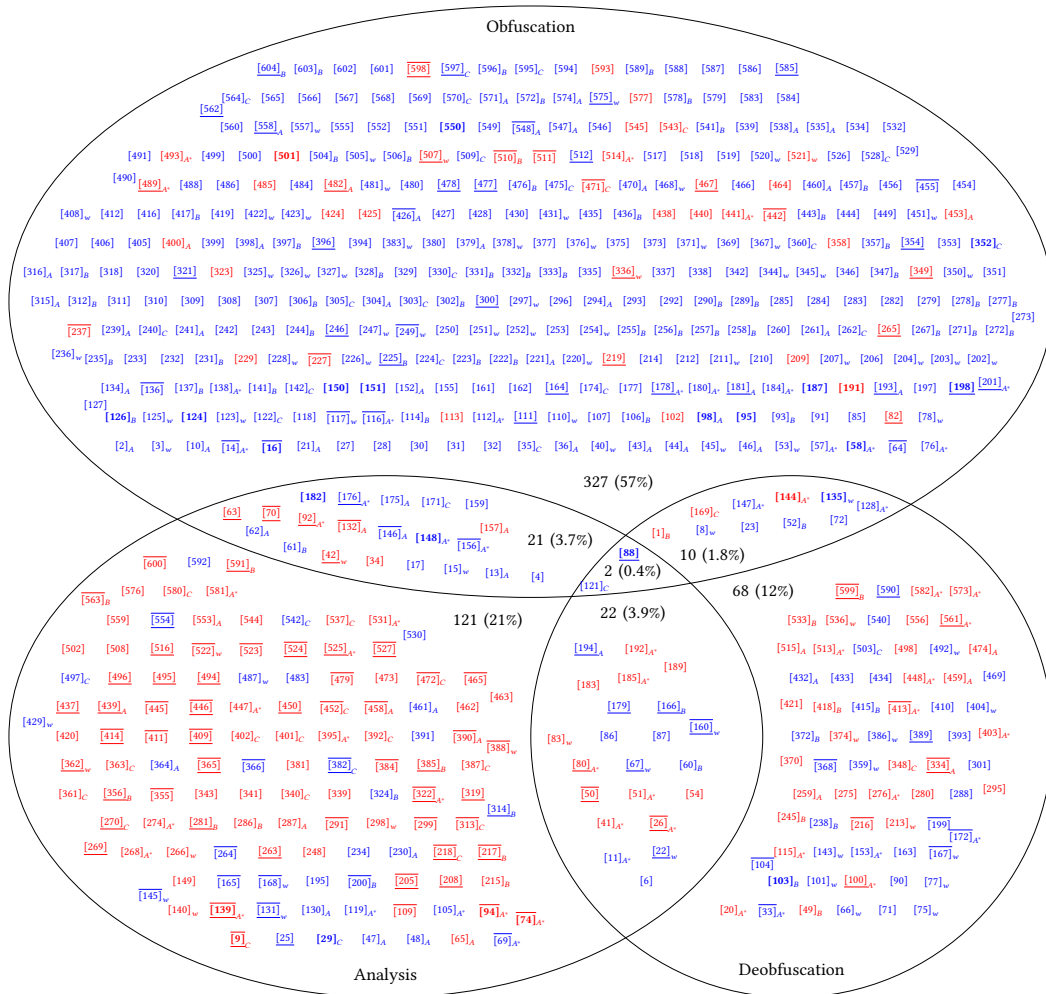 Obfuscation
[604]B [603]B [602] [601] [598] [597]C [596]B [595]C [594] [593] [589]B [588] [587] [586] [585]
[562] [564]C [565] [566] [567] [568] [569] [570]C [571]A [572]B [574]A [575]w [577] [578]B [579] [583] [584]
[560] [558]A [557]w [555] [552] [551] [550] [549] [548]A [547]A [546] [545] [543]C [541]B [539] [538]A [535]A [534] [532]
[491] [493]A* [499] [500] [501] [504]B [505]w [506]B [507]w [509]C [510]B [511] [512] [514]A* [517] [518] [519] [520]w [521]w [526] [528]C [529]
[490] [489]A* [488] [486] [485] [484] [482]A [481]w [480] [478] [477] [476]B [475]C [471]C [470]A [468]w [467] [466] [464] [460]A [457]B [456] [455] [454]
[408]w [412] [416] [417]B [419] [422]w [423]w [424] [425] [426]A [427] [428] [430] [431]w [435] [436]B [438] [440] [441]A* [442] [443]B [444] [449] [451]w [453]A
[407] [406] [405] [400]A [399] [398]A [397]B [396] [394] [383]w [380] [379]A [378]w [377] [376]w [375] [373] [371]w [369] [367]w [360]C [358] [357]B [354] [353] [352]C
[316]A [317]B [318] [320] [321] [323] [325]w [326]w [327]w [328]B [329] [330]C [331]B [332]B [333]B [335] [336]w [337] [338] [342] [344]w [345]w [346] [347]B [349] [350]w [351]
[315]A [312]B [311] [310] [309] [308] [307] [306]B [305]C [304]A [303]C [302]B [300] [297]w [296] [294]A [293] [292] [290]B [289]B [285] [284] [283] [282] [279] [278]B [277]B
[237] [239]A [240]C [241]A [242] [243] [244]B [246] [247]w [249]w [250] [251]w [252]w [253] [254]w [255]B [256]B [257]B [258]B [260] [261]A [262]C [265] [267]B [271]B [272]B [273]
[236]w [235]B [233] [232] [231]B [229] [228]w [227] [226]w [225]B [224]C [223]B [222]B [221]A [220]w [219] [214] [212] [211]w [210] [209] [207]w [206] [204]w [203]w [202]w
[134]A [136] [137]B [138]A* [141]B [142]C [150] [151] [152]A [155] [161] [162] [164] [174]C [177] [178]A [180]A* [181]A [184]A* [187] [191] [193]A [197] [198] [201]A*
[127] [126]B [125]w [124] [123]w [122]C [118] [117]w [116]A* [114]B [113] [112]A* [111] [110]w [107] [106]B [102] [98]A [95] [93]B [91] [85] [82] [78]w
[2]A [3]w [10]A [14]A* [16] [21]A [27] [28] [30] [31] [32] [35]C [36]A [40]w [43] [44]A [45]w [46]A [53]w [57]A* [58]A* [64] [76]A*
327 (57%)
[182] [176]A* [175]A [171]C [159]
[63] [70] [92]A* [132]A [146]A [148]A* [156]A* [157]A
[62]A [61]B [42]w [34] [17] [15]w [13]A [4]
21 (3.7%)
[169]C [147]A* [144]A* [135]w [128]A*
[1]B [8]w [23] [52]B [72]
10 (1.8%)
[88]
2 (0.4%)
[121]C
22 (3.9%)
121 (21%)
68 (12%)
[600] [592] [591]B
[563]B [576] [580]C [581]A*
[559] [554] [553]A [544] [542]C [537]C [531]A*
[530]
[502] [508] [516] [522]w [523] [524] [525]A* [527]
[497]C [496] [495] [494] [487]w [483] [479] [473] [472]C [465]
[437] [439]A [445] [446] [447]A* [450] [452]C [458]A [461]A [462] [463]
[429]w [420] [414] [411] [409] [402]C [401]C [395]A* [392]C [391] [390]A [388]w
[362]w [363]C [364]A [365] [366] [381] [382]C [384] [385]B [387]C
[361]C [356]B [355] [343] [341] [340]C [339] [324]B [322]A* [319]
[314]B
[270]C [274]A* [281]B [286]B [287]A [291] [298]w [299] [313]C
[269] [268]A* [266]w [264] [263] [248] [234] [230]A [218]C [217]B
[149] [165] [168]w [195] [200]B [205] [208] [215]B
[145]w [140]w [139]A* [131]w [130]A [119]A* [109] [105]A* [94]A* [74]A*
[9]C [25] [29]C [47]A [48]A [65]A [69]A*
Analysis
[194]A [192]A*
[183] [185]A* [189]
[179] [166]B [160]w
[83]w [86] [87]
[80]A* [67]w [60]B
[50] [51]A* [54]
[41]A* [26]A*
[11]A* [22]w
[6]
[599]B [590] [582]A* [573]A*
[533]B [536]w [540] [556] [561]A*
[515]A [513]A* [503]C [498] [492]w [474]A
[432]A [433] [434] [448]A* [459]A [469]
[421] [418]B [415]B [413]A* [410] [404]w
[372]B [374]w [386]w [389] [393] [403]A*
[370] [368] [359]w [348]C [334]A [301]
[259]A [275] [276]A* [280] [288] [295]
[245]B [238]B [216] [213]w [199] [172]A*
[115]A* [143]w [153]A* [163] [167]w
[104] [103]B [101]w [100]A* [90] [77]w
[20]A* [33]A* [49]B [66]w [71] [75]w
Deobfuscation